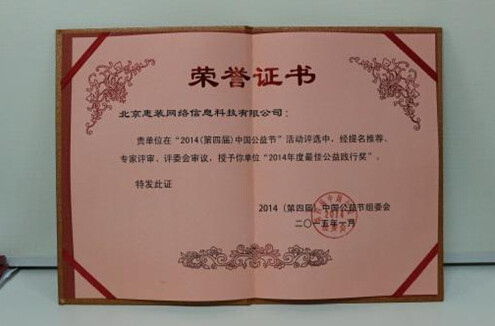 荣誉证书
北京惠装网络信息科技有限公司：
贵单位在“2014(第四届)中国公益节”活动评选中，经提名推荐、
专家评审、评委会审议，授予你单位“2014年度最佳公益践行奖”。
特发此证
2014（第四届）中国公益节组委会
二〇一五年一月